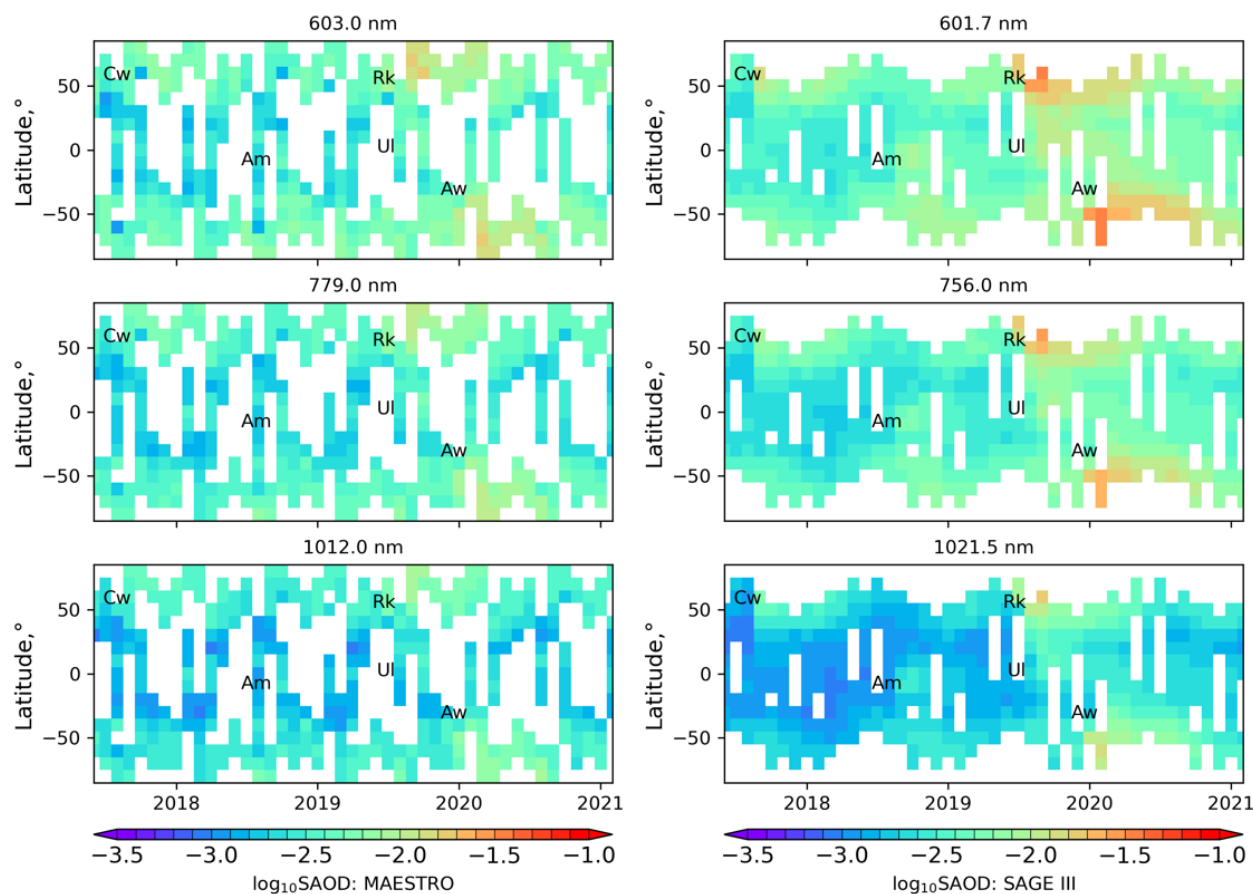 603.0 nm
601.7 nm
Latitude,°
50
0
−50
Cw
Rk
Ul
Am
Aw
Latitude,°
50
0
−50
Cw
Rk
Ul
Am
Aw
779.0 nm
756.0 nm
Latitude,°
50
0
−50
Cw
Rk
Ul
Am
Aw
Latitude,°
50
0
−50
Cw
Rk
Ul
Am
Aw
1012.0 nm
1021.5 nm
Latitude,°
50
0
−50
Cw
Rk
Ul
Am
Aw
2018 2019 2020 2021
Latitude,°
50
0
−50
Cw
Rk
Ul
Am
Aw
2018 2019 2020 2021
−3.5 −3.0 −2.5 −2.0 −1.5 −1.0
log₁₀SAOD: MAESTRO
−3.5 −3.0 −2.5 −2.0 −1.5 −1.0
log₁₀SAOD: SAGE III